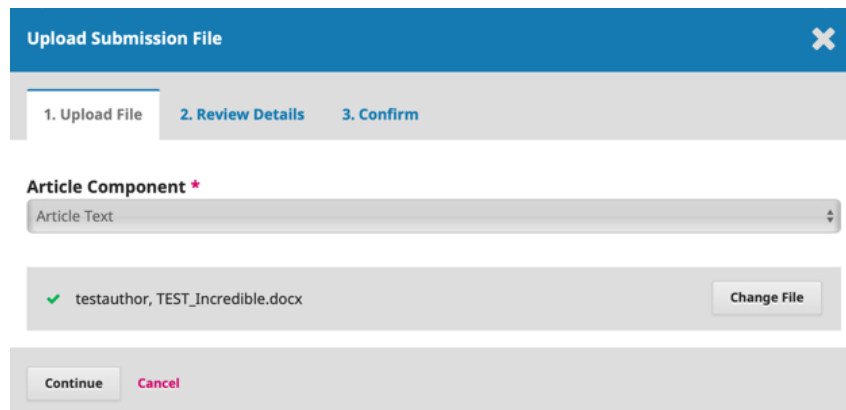 Upload Submission File
1. Upload File 2. Review Details 3. Confirm
Article Component *
Article Text
testauthor, TEST_Incredible.docx Change File
Continue Cancel